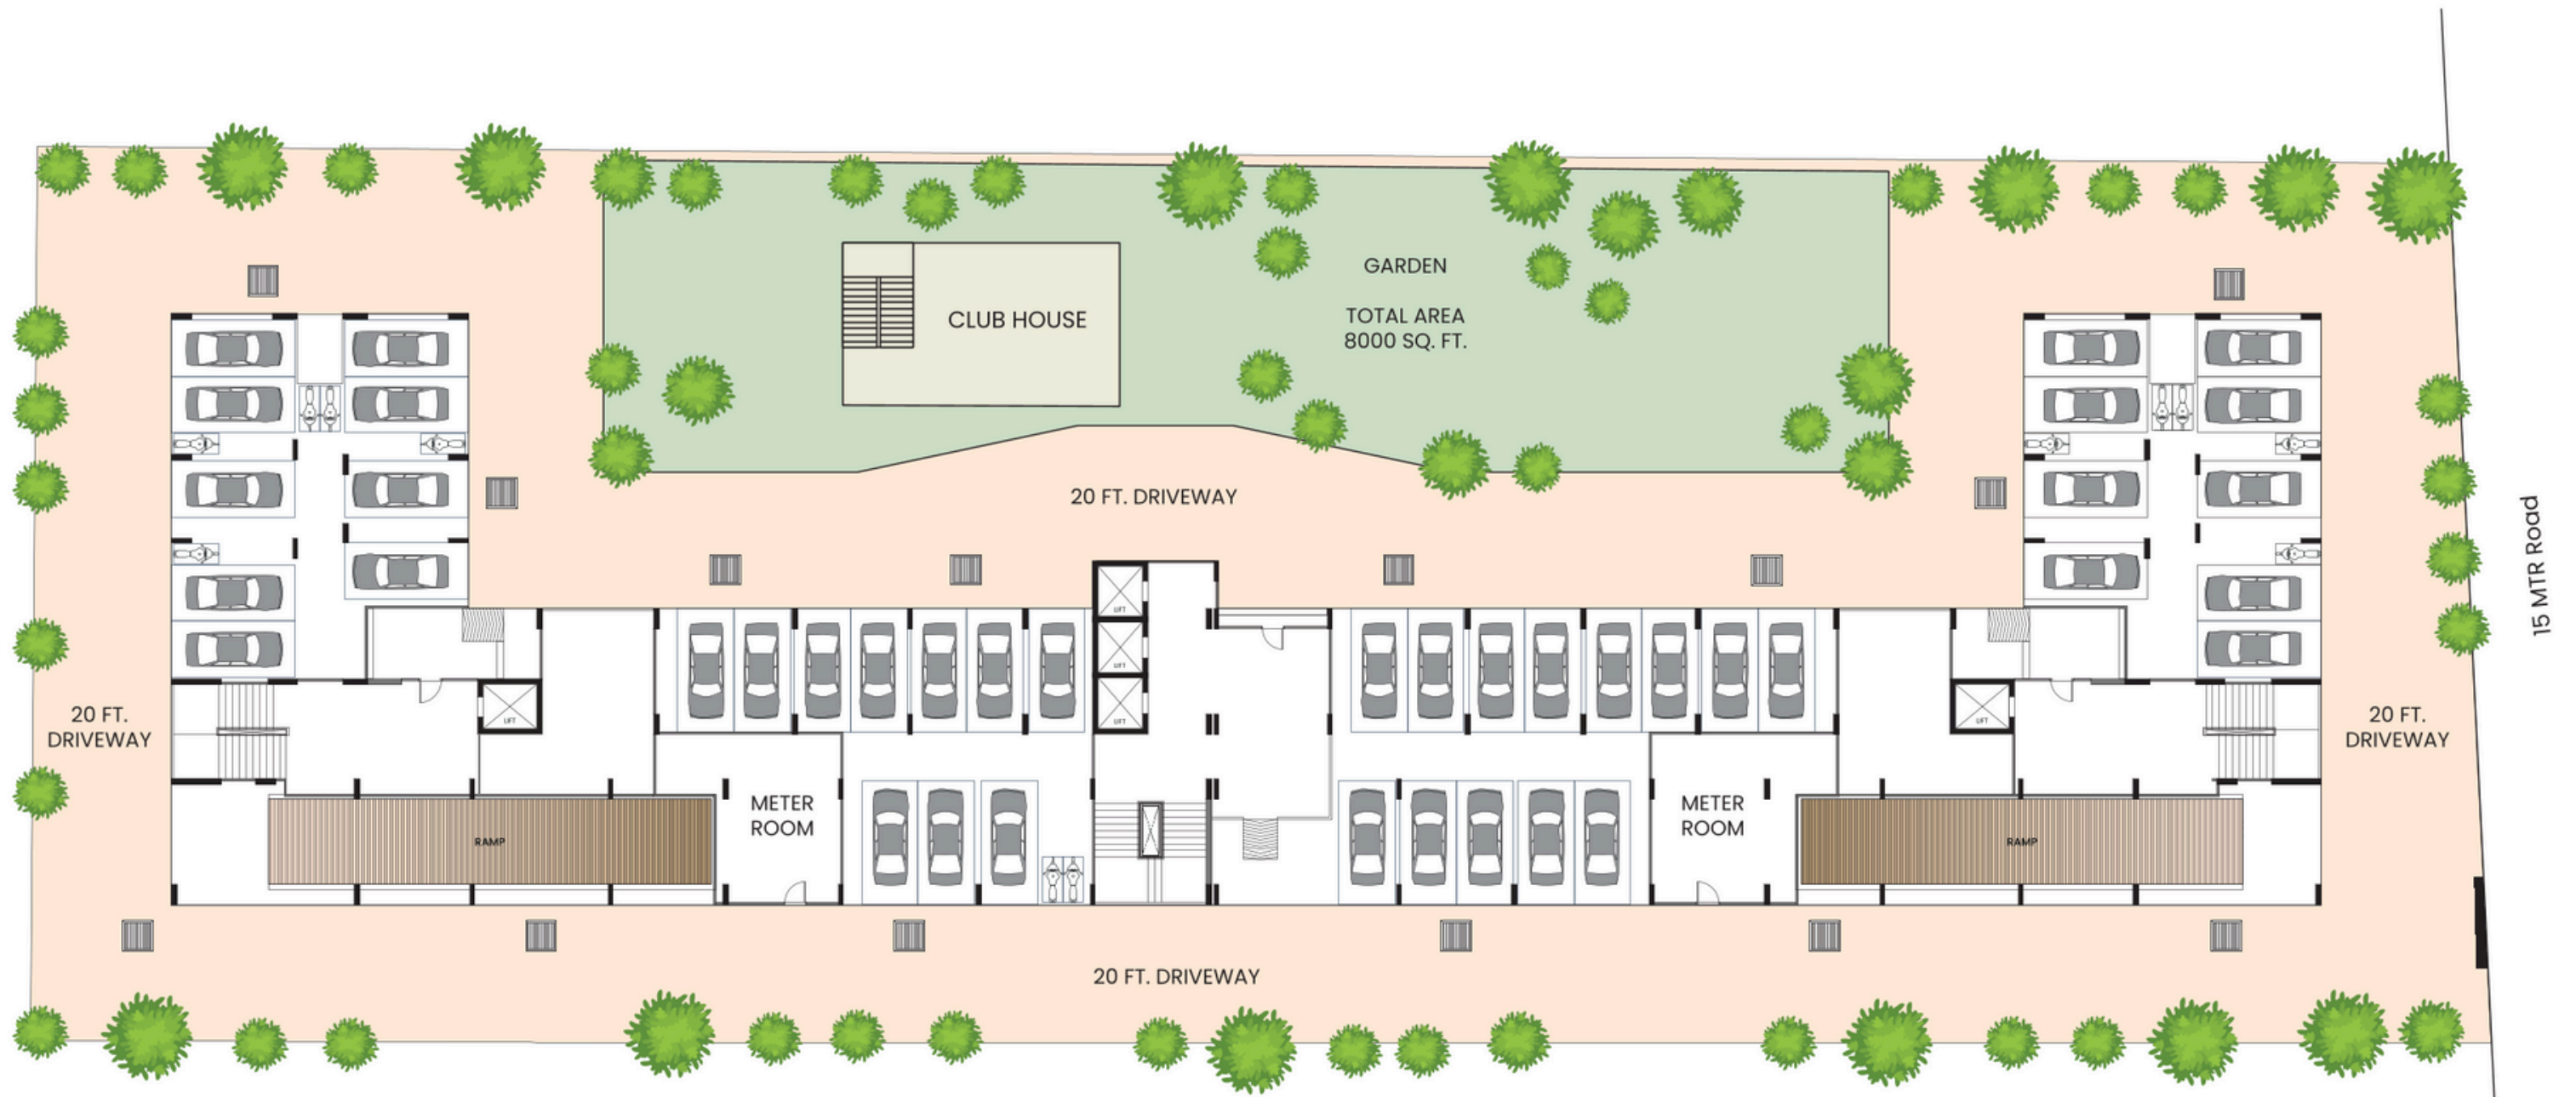 GARDEN
TOTAL AREA
8000 SQ. FT.
CLUB HOUSE
20 FT. DRIVEWAY
15 MTR Road
LIFT
LIFT
LIFT
LIFT
LIFT
20 FT.
DRIVEWAY
20 FT.
DRIVEWAY
METER
ROOM
METER
ROOM
RAMP
RAMP
20 FT. DRIVEWAY